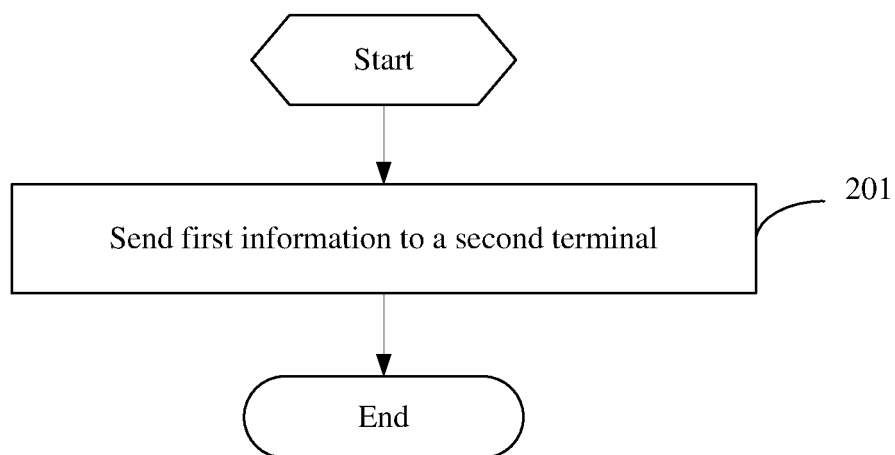 Start
201
Send first information to a second terminal
End